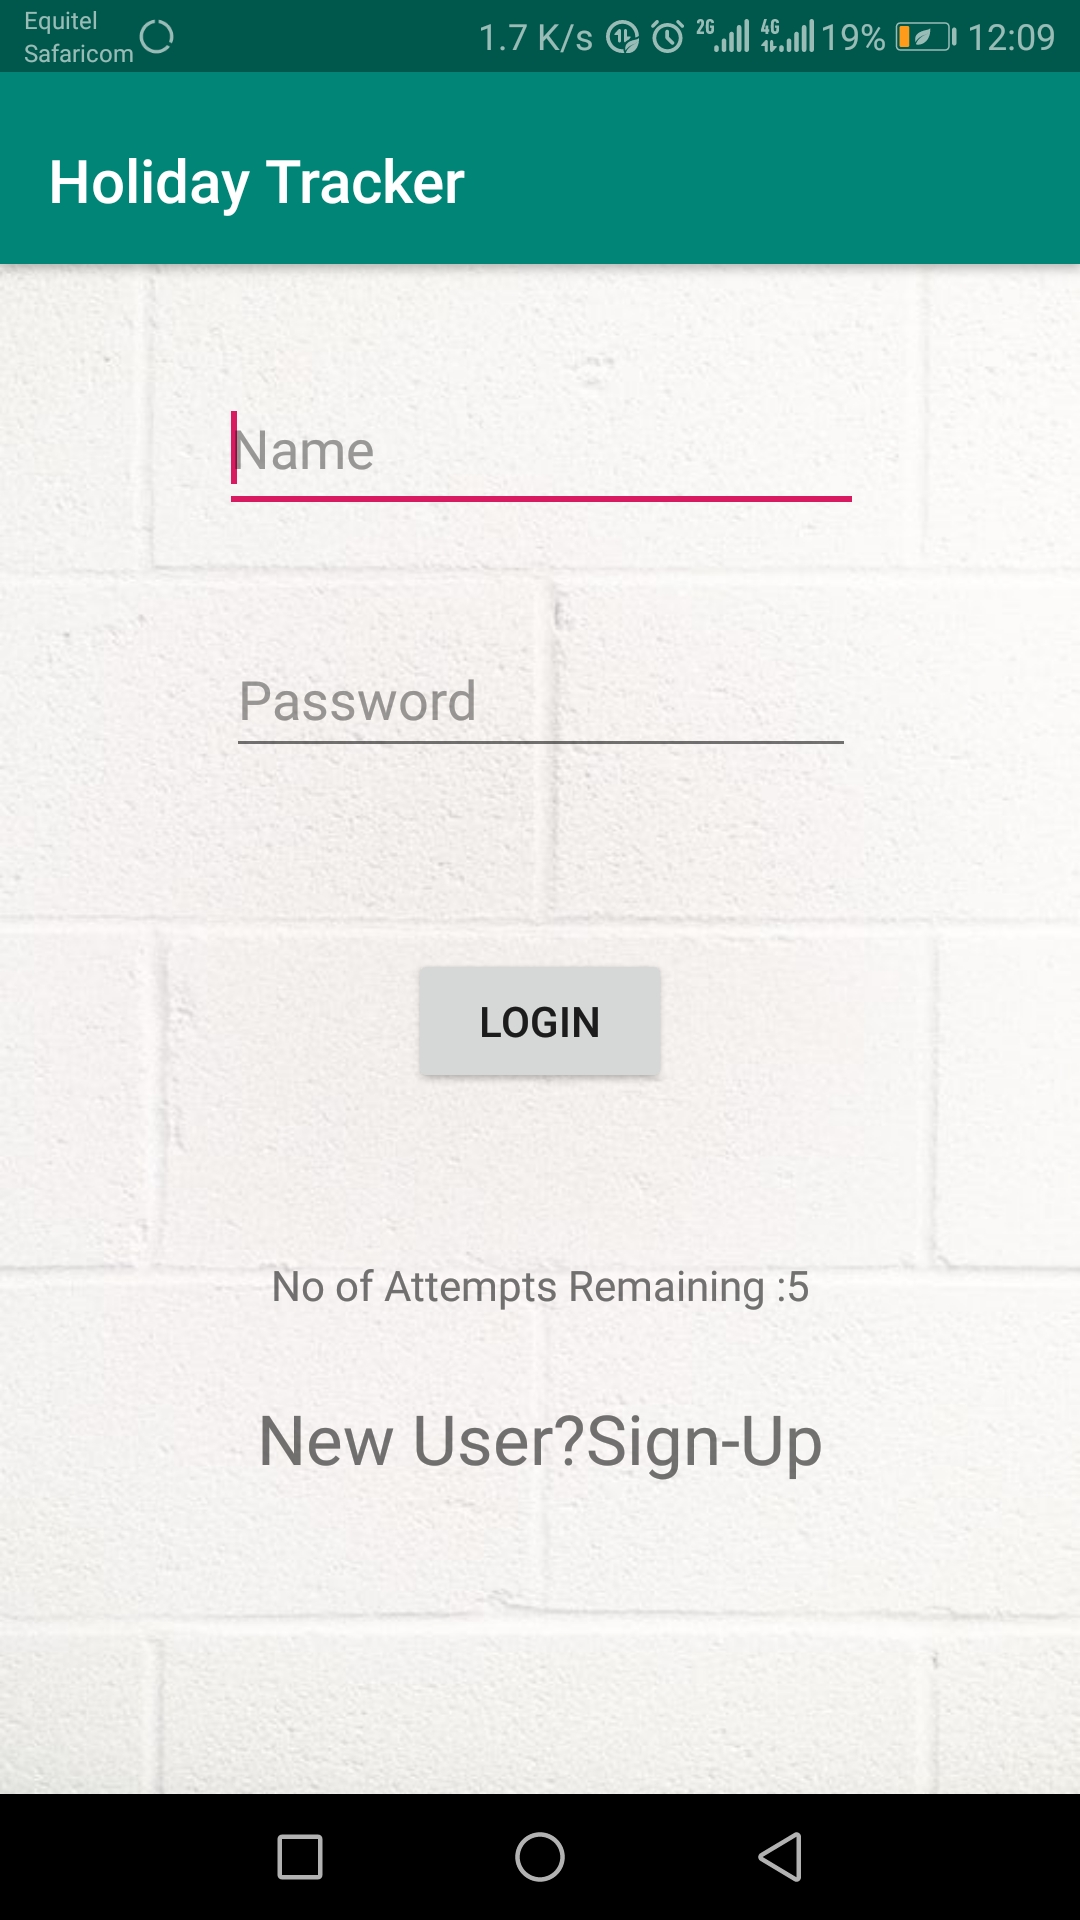 Equitel
Safaricom
1.7 K/s 2G 4G 19% 12:09
Holiday Tracker
Name
Password
LOGIN
No of Attempts Remaining :5
New User?Sign-Up